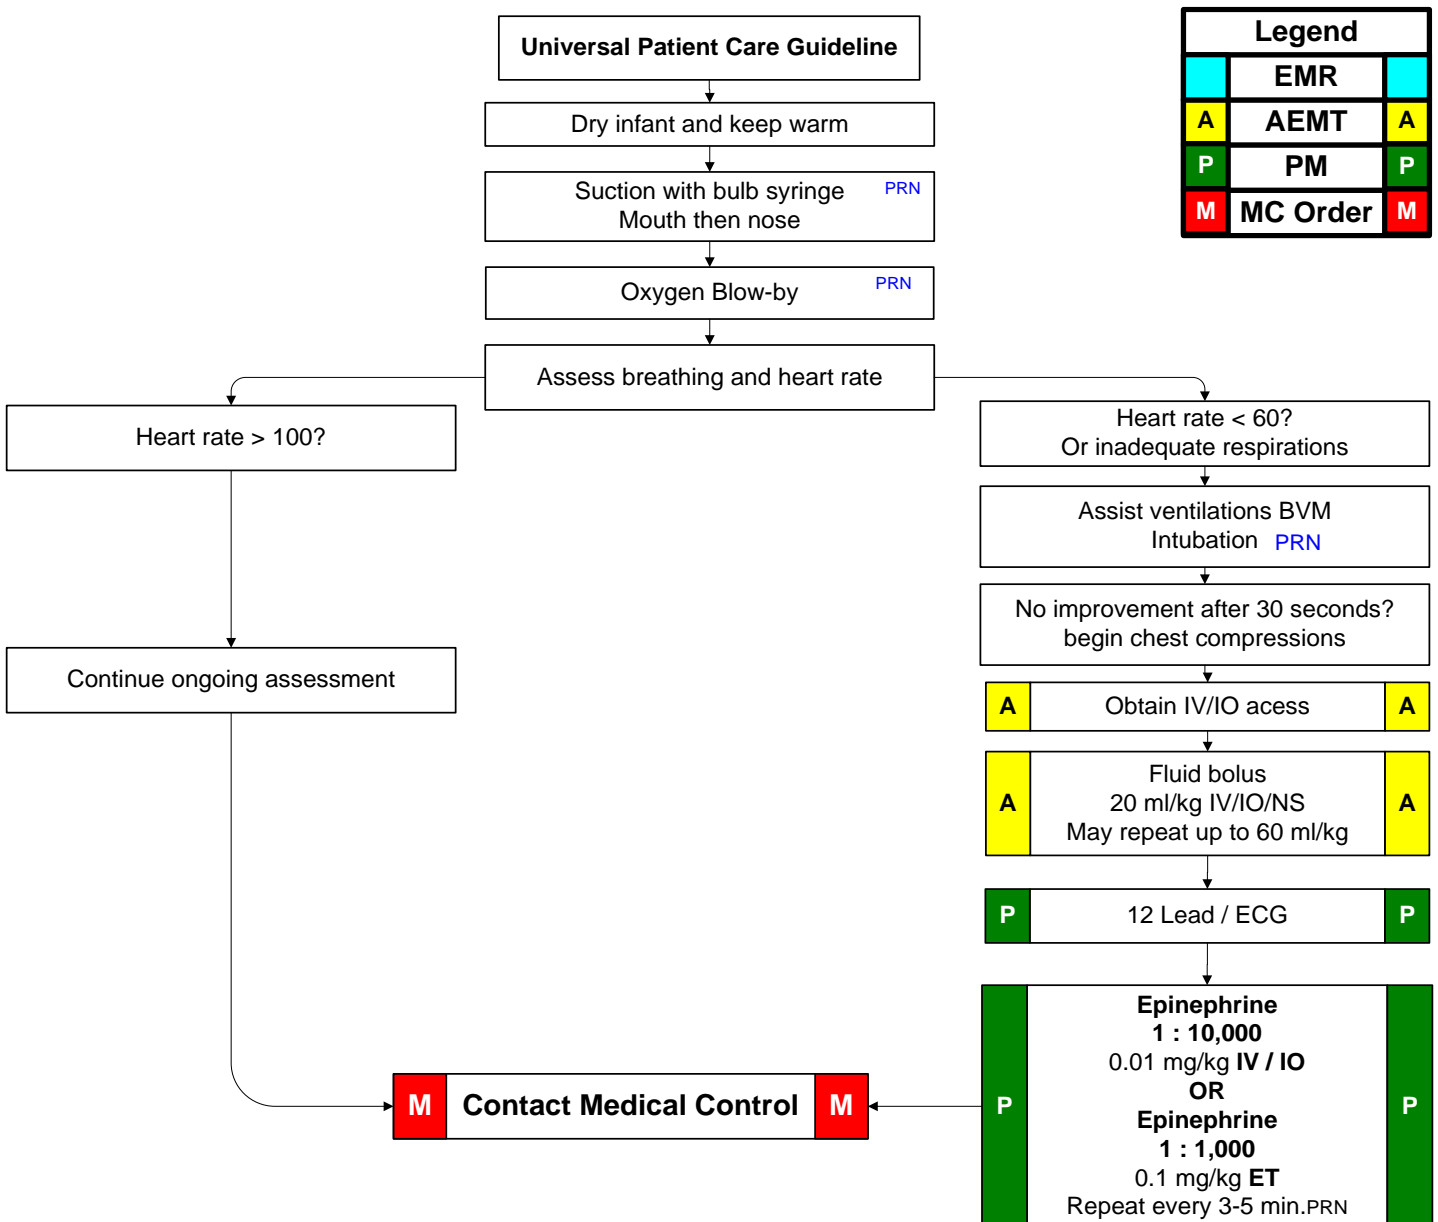 Universal Patient Care Guideline
Legend
EMR
A AEMT A
P PM P
M MC Order M
Dry infant and keep warm
Suction with bulb syringe PRN
Mouth then nose
Oxygen Blow-by PRN
Assess breathing and heart rate
Heart rate > 100?
Continue ongoing assessment
Heart rate < 60?
Or inadequate respirations
Assist ventilations BVM
Intubation PRN
No improvement after 30 seconds?
begin chest compressions
A Obtain IV/IO acess A
Fluid bolus
A 20 ml/kg IV/IO/NS A
May repeat up to 60 ml/kg
P 12 Lead / ECG P
Epinephrine
1 : 10,000
0.01 mg/kg IV / IO
P OR P
Epinephrine
1 : 1,000
0.1 mg/kg ET
Repeat every 3-5 min.PRN
M Contact Medical Control M